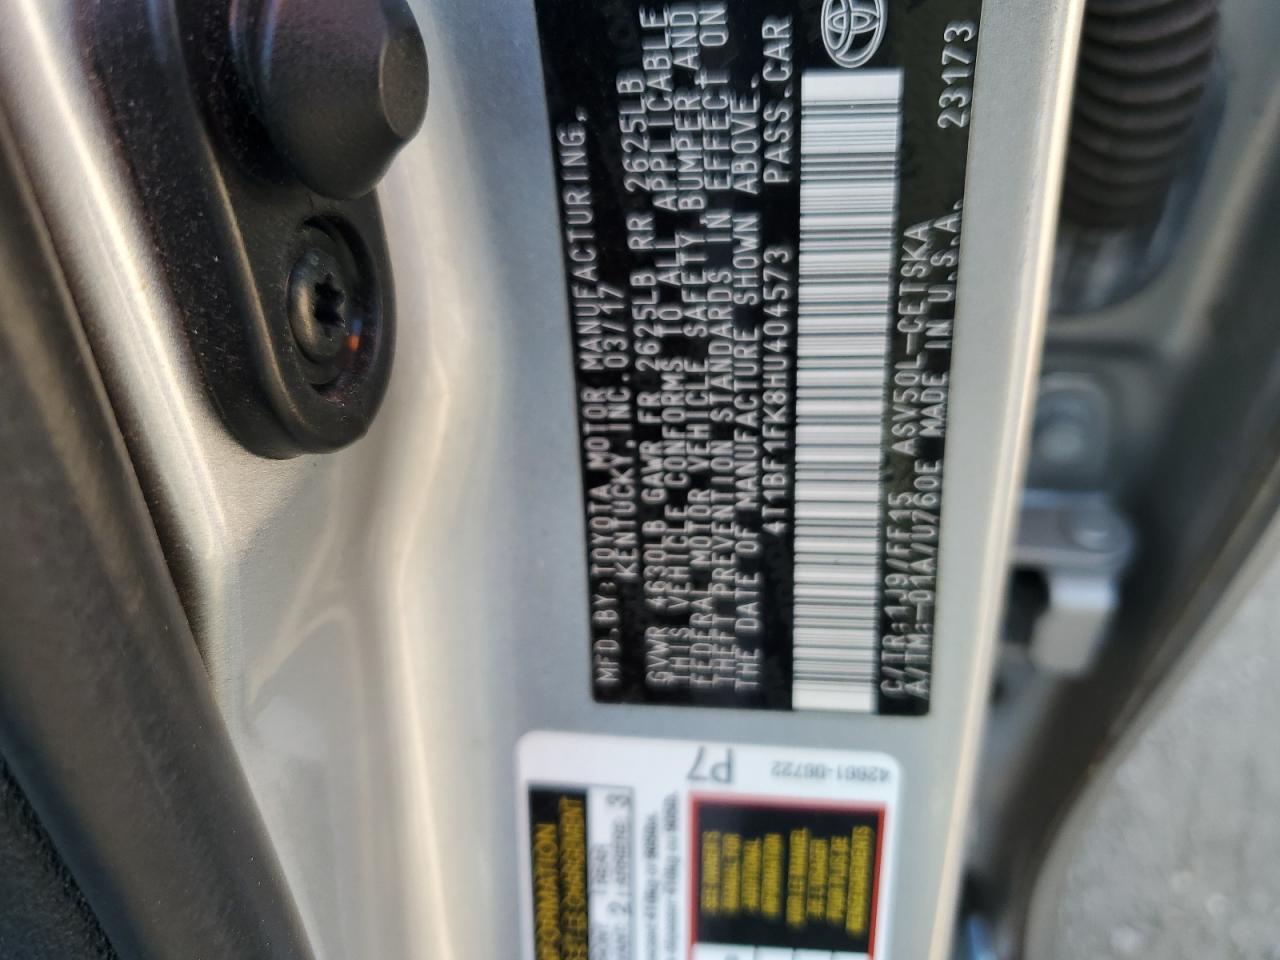 MFD.BY:TOYOTA MOTOR MANUFACTURING,
KENTUCKY,INC. 03/17
GVWR 4630LB GAWR FR 2625LB RR 2625LB
THIS VEHICLE CONFORMS TO ALL APPLICABLE
FEDERAL MOTOR VEHICLE SAFETY,BUMPER,AND
THEFT PREVENTION STANDARDS IN EFFECT ON
THE DATE OF MANUFACTURE SHOWN ABOVE.
4T1BF1FK8HU404573 PASS.CAR
C/TR:1J9/FF15 ASV50L-CETSKA
A/TM:-01A/U760E MADE IN U.S.A. 23173
P7
42661-06722